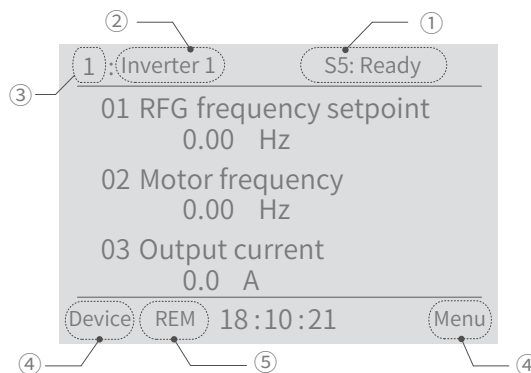 ② ①
1 : Inverter 1 S5: Ready
③
01 RFG frequency setpoint
0.00 Hz
02 Motor frequency
0.00 Hz
03 Output current
0.0 A
Device REM 18:10:21 Menu
④ ⑤ ④